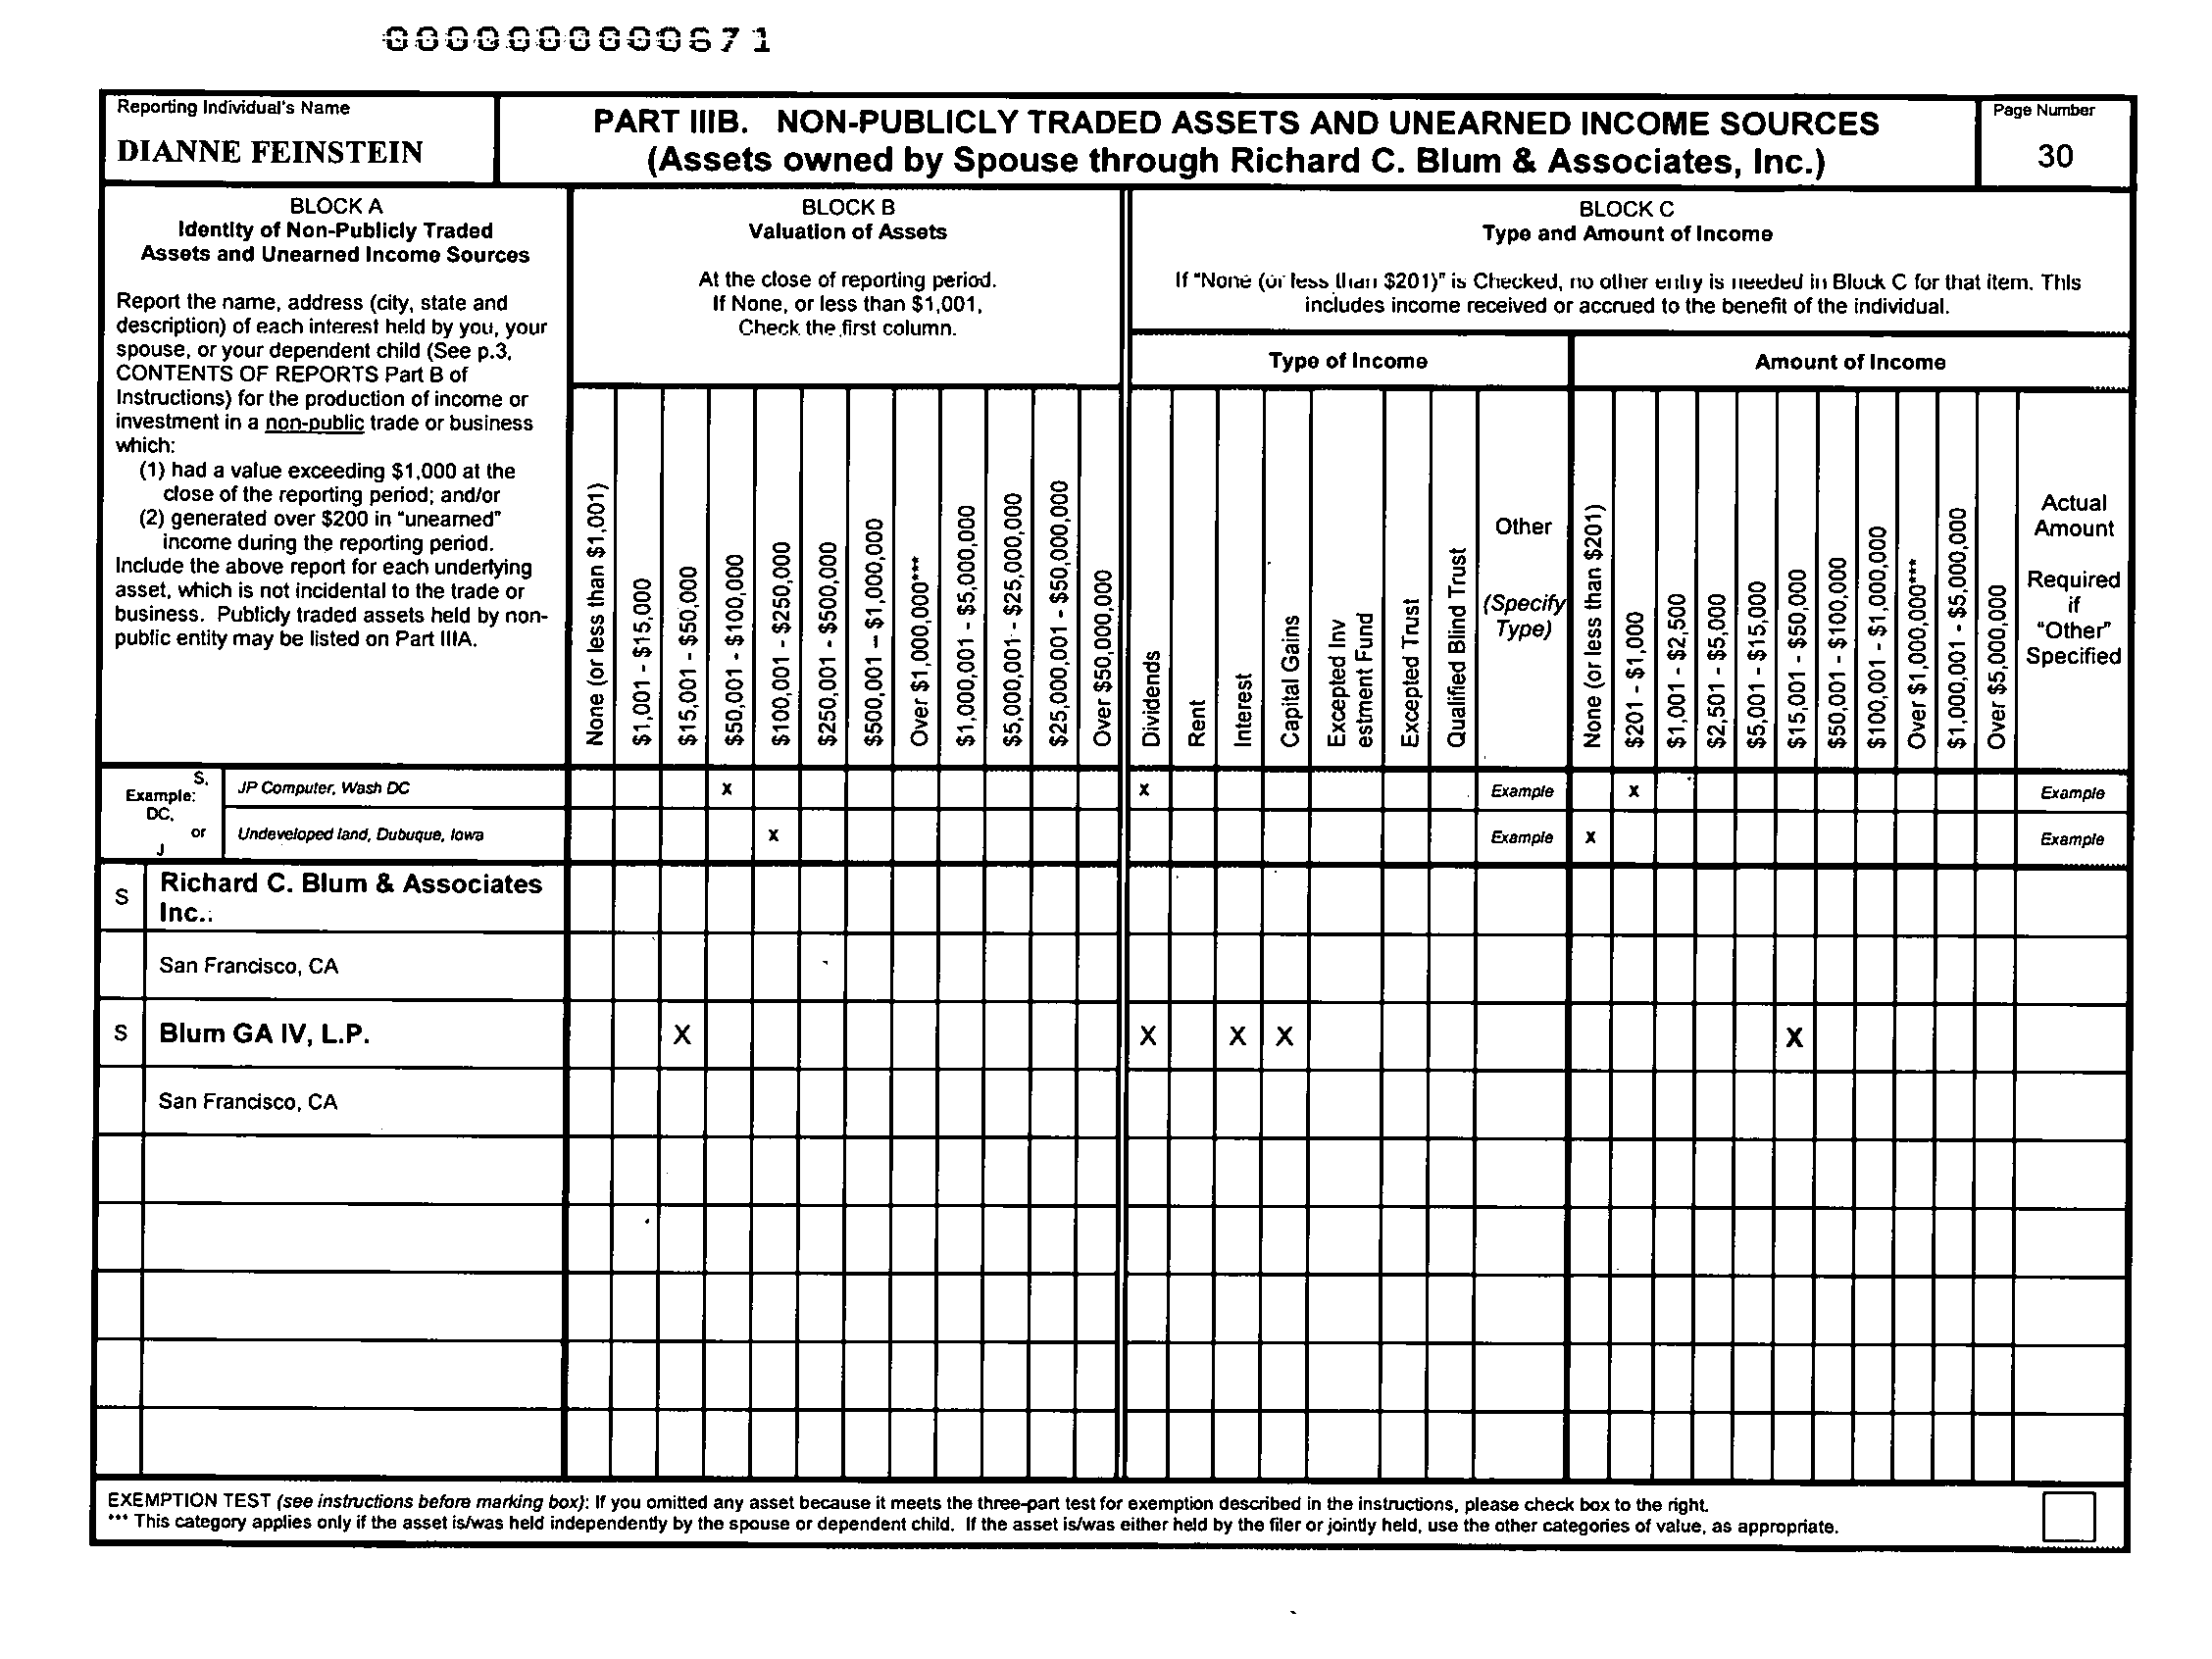 000000000671
Reporting Individual's Name
DIANNE FEINSTEIN
PART IIIB. NON-PUBLICLY TRADED ASSETS AND UNEARNED INCOME SOURCES
(Assets owned by Spouse through Richard C. Blum & Associates, Inc.)
Page Number
30
BLOCK A
Identity of Non-Publicly Traded
Assets and Unearned Income Sources
Report the name, address (city, state and
description) of each interest held by you, your
spouse, or your dependent child (See p.3,
CONTENTS OF REPORTS Part B of
Instructions) for the production of income or
investment in a non-public trade or business
which:
(1) had a value exceeding $1,000 at the
close of the reporting period; and/or
(2) generated over $200 in "unearned"
income during the reporting period.
Include the above report for each underlying
asset, which is not incidental to the trade or
business. Publicly traded assets held by non-
public entity may be listed on Part IIIA.
BLOCK B
Valuation of Assets
At the close of reporting period.
If None, or less than $1,001,
Check the first column.
None (or less than $1,001)
$1,001 - $15,000
$15,001 - $50,000
$50,001 - $100,000
$100,001 - $250,000
$250,001 - $500,000
$500,001 – $1,000,000
Over $1,000,000***
$1,000,001 - $5,000,000
$5,000,001 - $25,000,000
$25,000,001 - $50,000,000
Over $50,000,000
BLOCK C
Type and Amount of Income
If "None (or less than $201)" is Checked, no other entry is needed in Block C for that item. This
includes income received or accrued to the benefit of the individual.
Type of Income
Dividends
Rent
Interest
Capital Gains
Excepted Inv
estment Fund
Excepted Trust
Qualified Blind Trust
Other
(Specify
Type)
Amount of Income
None (or less than $201)
$201 - $1,000
$1,001 - $2,500
$2,501 - $5,000
$5,001 - $15,000
$15,001 - $50,000
$50,001 - $100,000
$100,001 - $1,000,000
Over $1,000,000***
$1,000,001 - $5,000,000
Over $5,000,000
Actual
Amount
Required
if
"Other"
Specified
S,
Example:
DC,
or
J
JP Computer, Wash DC x x Example x Example
Undeveloped land, Dubuque, Iowa x Example x Example
S Richard C. Blum & Associates
Inc.:
San Francisco, CA
S Blum GA IV, L.P. X X X X X
San Francisco, CA
EXEMPTION TEST (see instructions before marking box): If you omitted any asset because it meets the three-part test for exemption described in the instructions, please check box to the right.
*** This category applies only if the asset is/was held independently by the spouse or dependent child. If the asset is/was either held by the filer or jointly held, use the other categories of value, as appropriate.